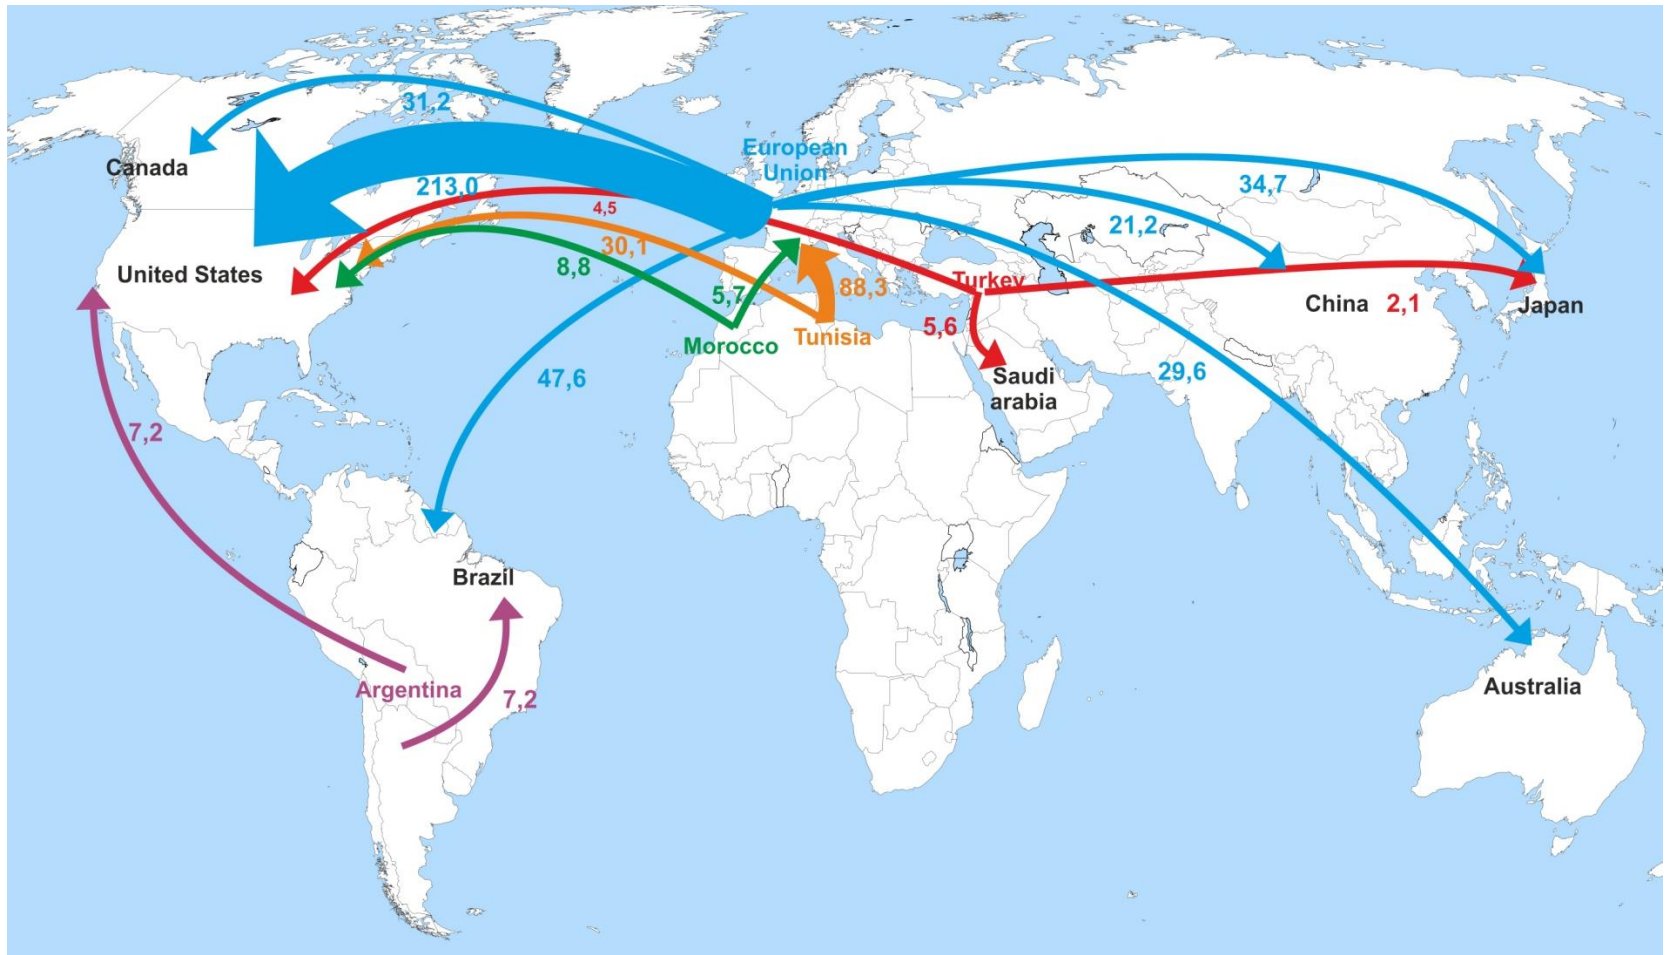 31,2
European
Union
Canada
213,0
34,7
4,5
21,2
30,1
8,8
United States
Turkey
88,3
5,7
China
2,1
Japan
5,6
Tunisia
Morocco
Saudi
arabia
29,6
47,6
7,2
Brazil
Argentina
7,2
Australia